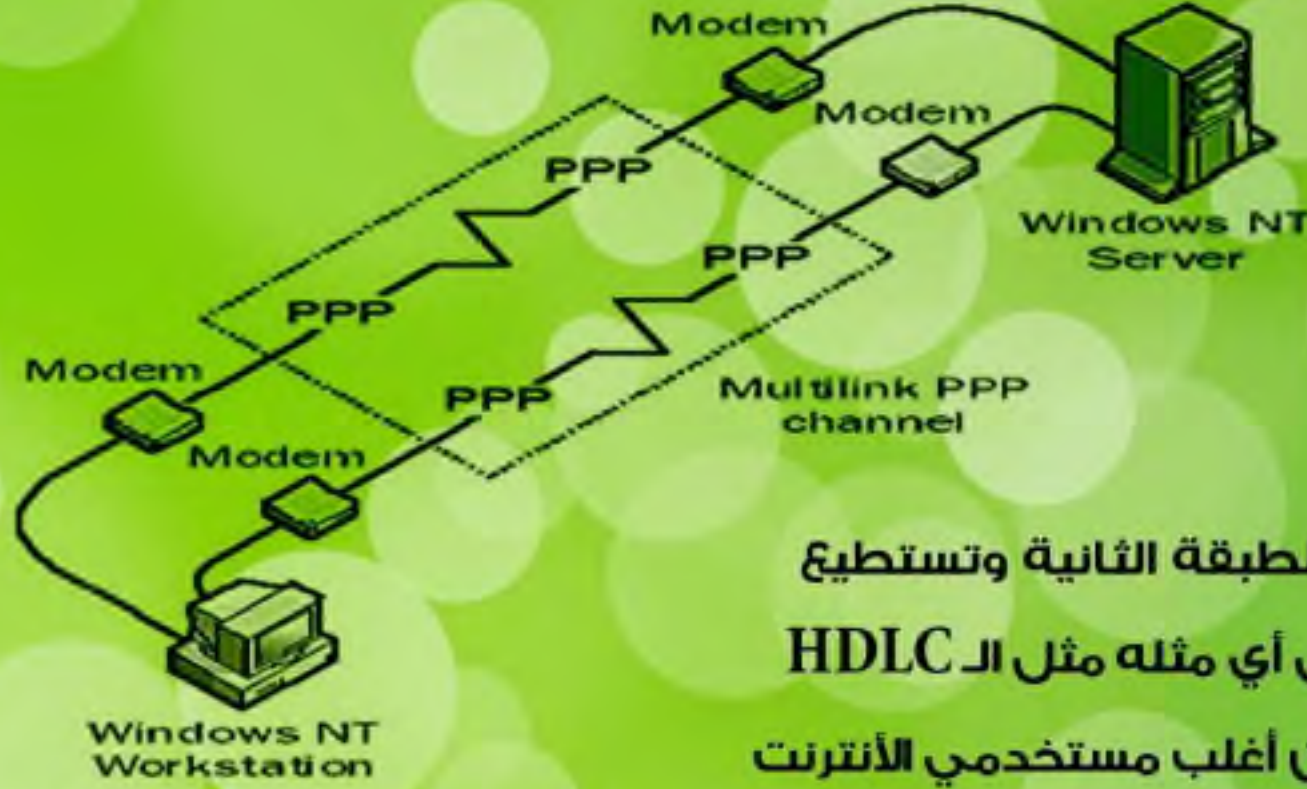 Modem
Modem
Windows NT
Server
PPP
PPP
PPP
PPP
Modem
Modem
Multilink PPP
channel
Windows NT
Workstation
الثانية وتستطيع
أي مثله مثل الـ HDLC
أغلب مستخدمي الأنترنت